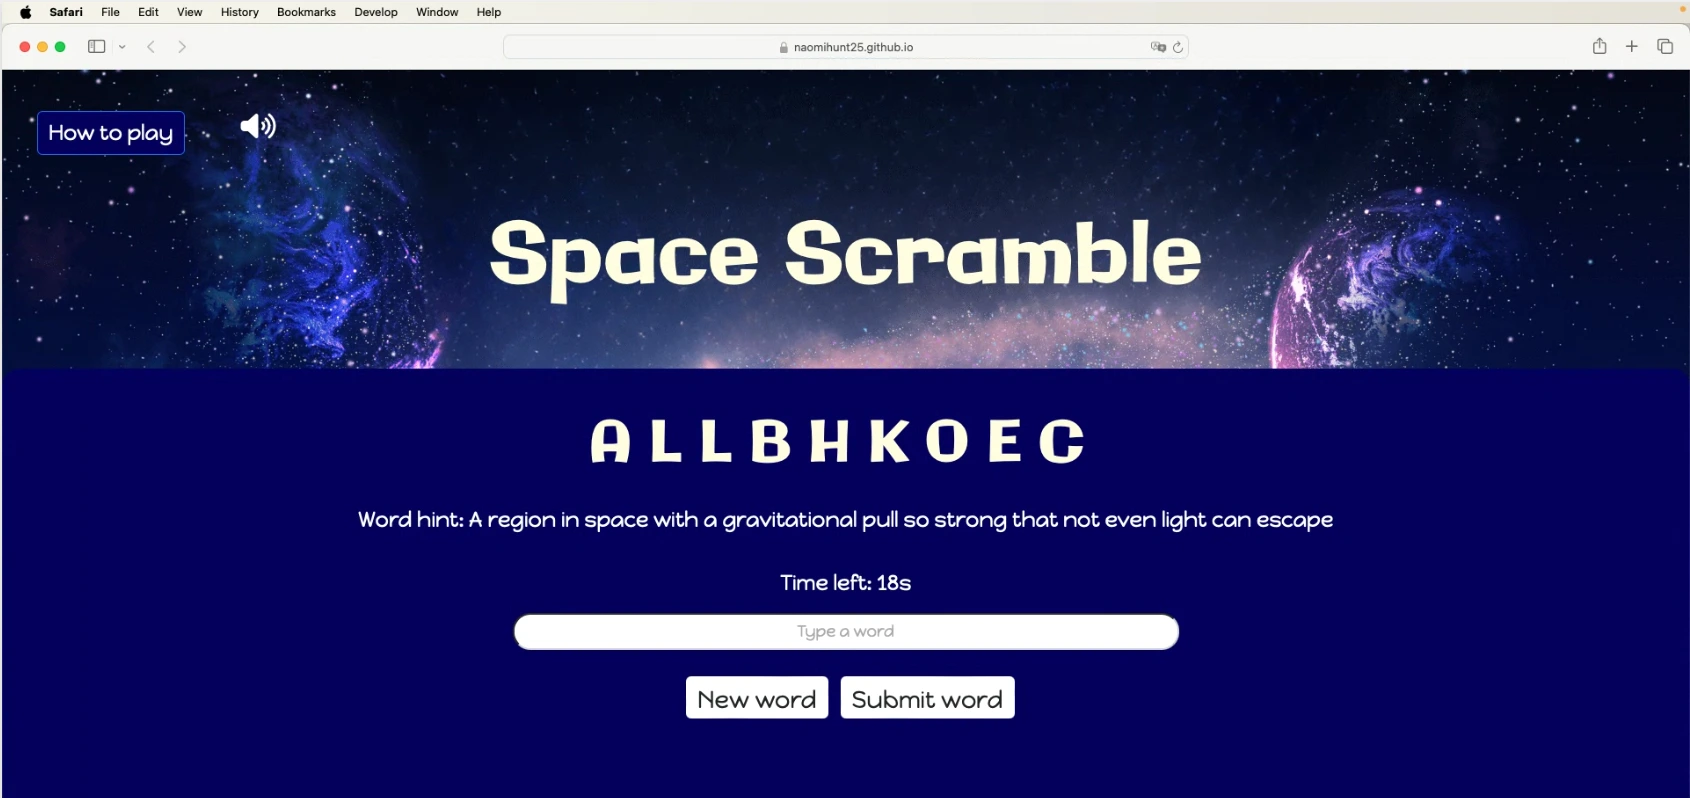 Safari File Edit View History Bookmarks Develop Window Help
naomihunt25.github.io
How to play
Space Scramble
A L L B H K O E C
Word hint: A region in space with a gravitational pull so strong that not even light can escape
Time left: 18s
Type a word
New word Submit word